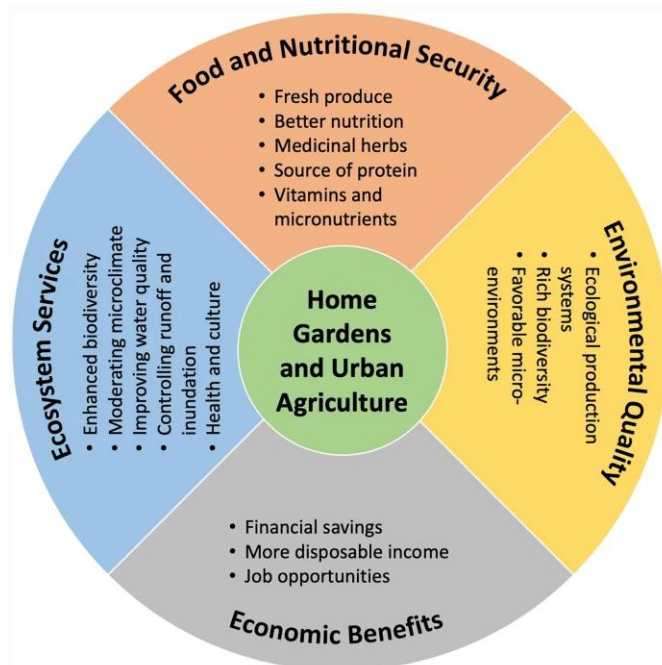 Food and Nutritional Security
• Fresh produce
• Better nutrition
• Medicinal herbs
• Source of protein
• Vitamins and
micronutrients
Environmental Quality
• Ecological production
systems
• Rich biodiversity
• Favorable micro-
environments
Home
Gardens
and Urban
Agriculture
Ecosystem Services
• Enhanced biodiversity
• Moderating microclimate
• Improving water quality
• Controlling runoff and
inundation
• Health and culture
• Financial savings
• More disposable income
• Job opportunities
Economic Benefits